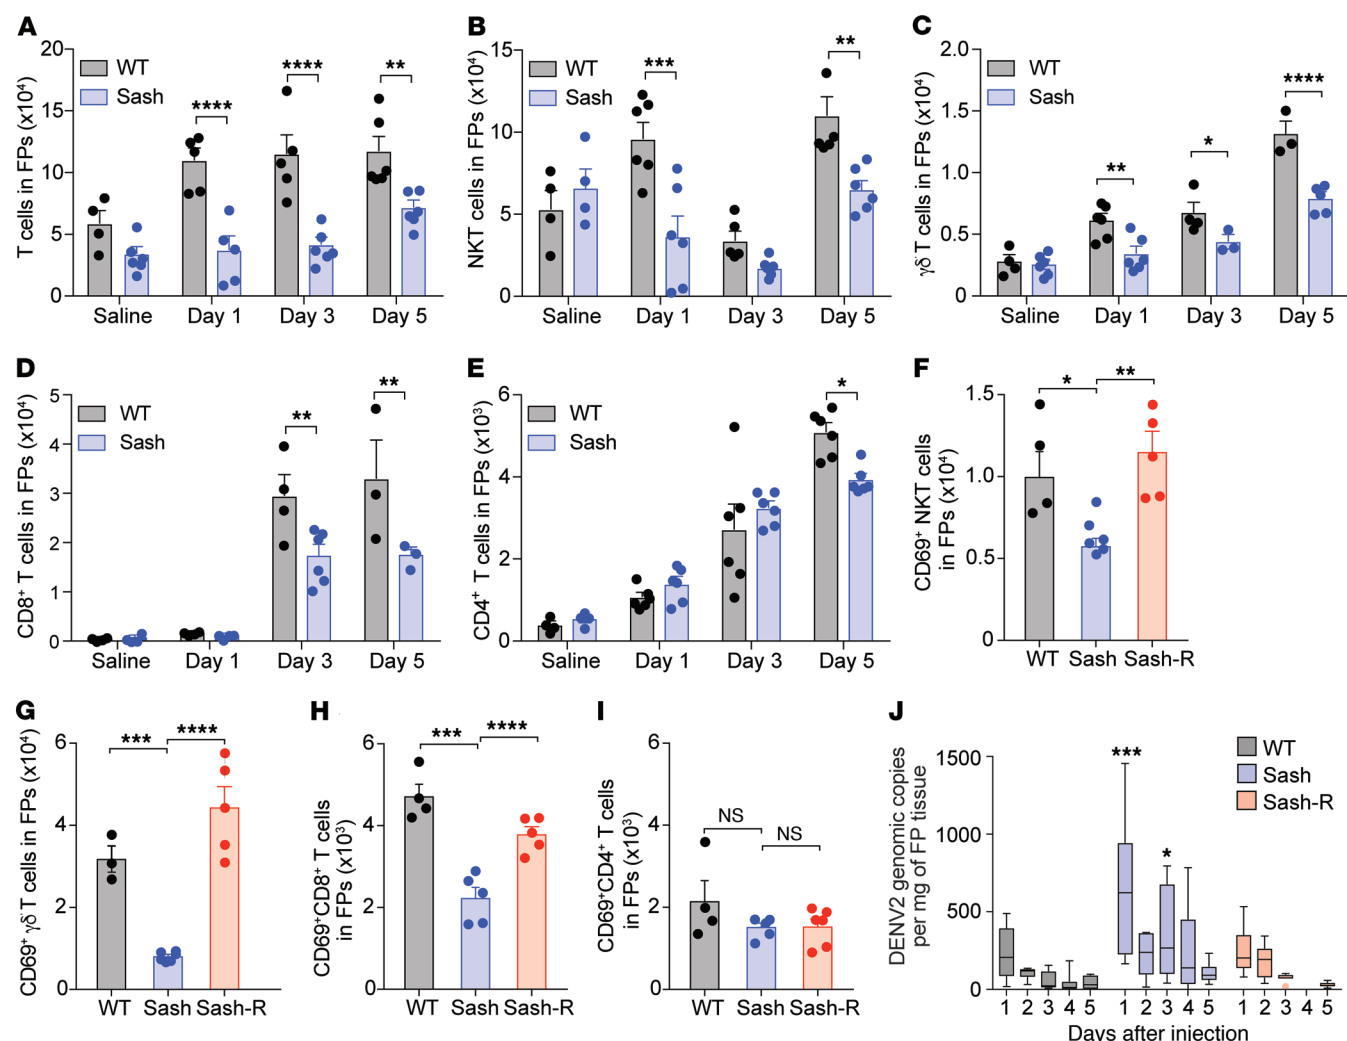 A
T cells in FPs (x10⁴)
20
15
10
5
0
WT
Sash
****
****
**
Saline
Day 1
Day 3
Day 5
B
NKT cells in FPs (x10⁴)
15
10
5
0
WT
Sash
***
**
Saline
Day 1
Day 3
Day 5
C
γδ T cells in FPs (x10⁴)
2.0
1.5
1.0
0.5
0
WT
Sash
**
*
****
Saline
Day 1
Day 3
Day 5
D
CD8⁺ T cells in FPs (x10⁴)
5
4
3
2
1
0
WT
Sash
**
**
Saline
Day 1
Day 3
Day 5
E
CD4⁺ T cells in FPs (x10³)
6
4
2
0
WT
Sash
*
Saline
Day 1
Day 3
Day 5
F
CD69⁺ NKT cells
in FPs (x10⁴)
1.5
1.0
0.5
0
*
**
WT
Sash
Sash-R
G
CD69⁺ γδ T cells in FPs (x10⁴)
6
4
2
0
***
****
WT
Sash
Sash-R
H
CD69⁺CD8⁺ T cells
in FPs (x10³)
6
4
2
0
***
****
WT
Sash
Sash-R
I
CD69⁺CD4⁺ T cells
in FPs (x10³)
6
4
2
0
NS
NS
WT
Sash
Sash-R
J
DENV2 genomic copies
per mg of FP tissue
1500
1000
500
0
***
*
WT
Sash
Sash-R
1 2 3 4 5
1 2 3 4 5
1 2 3 4 5
Days after injection